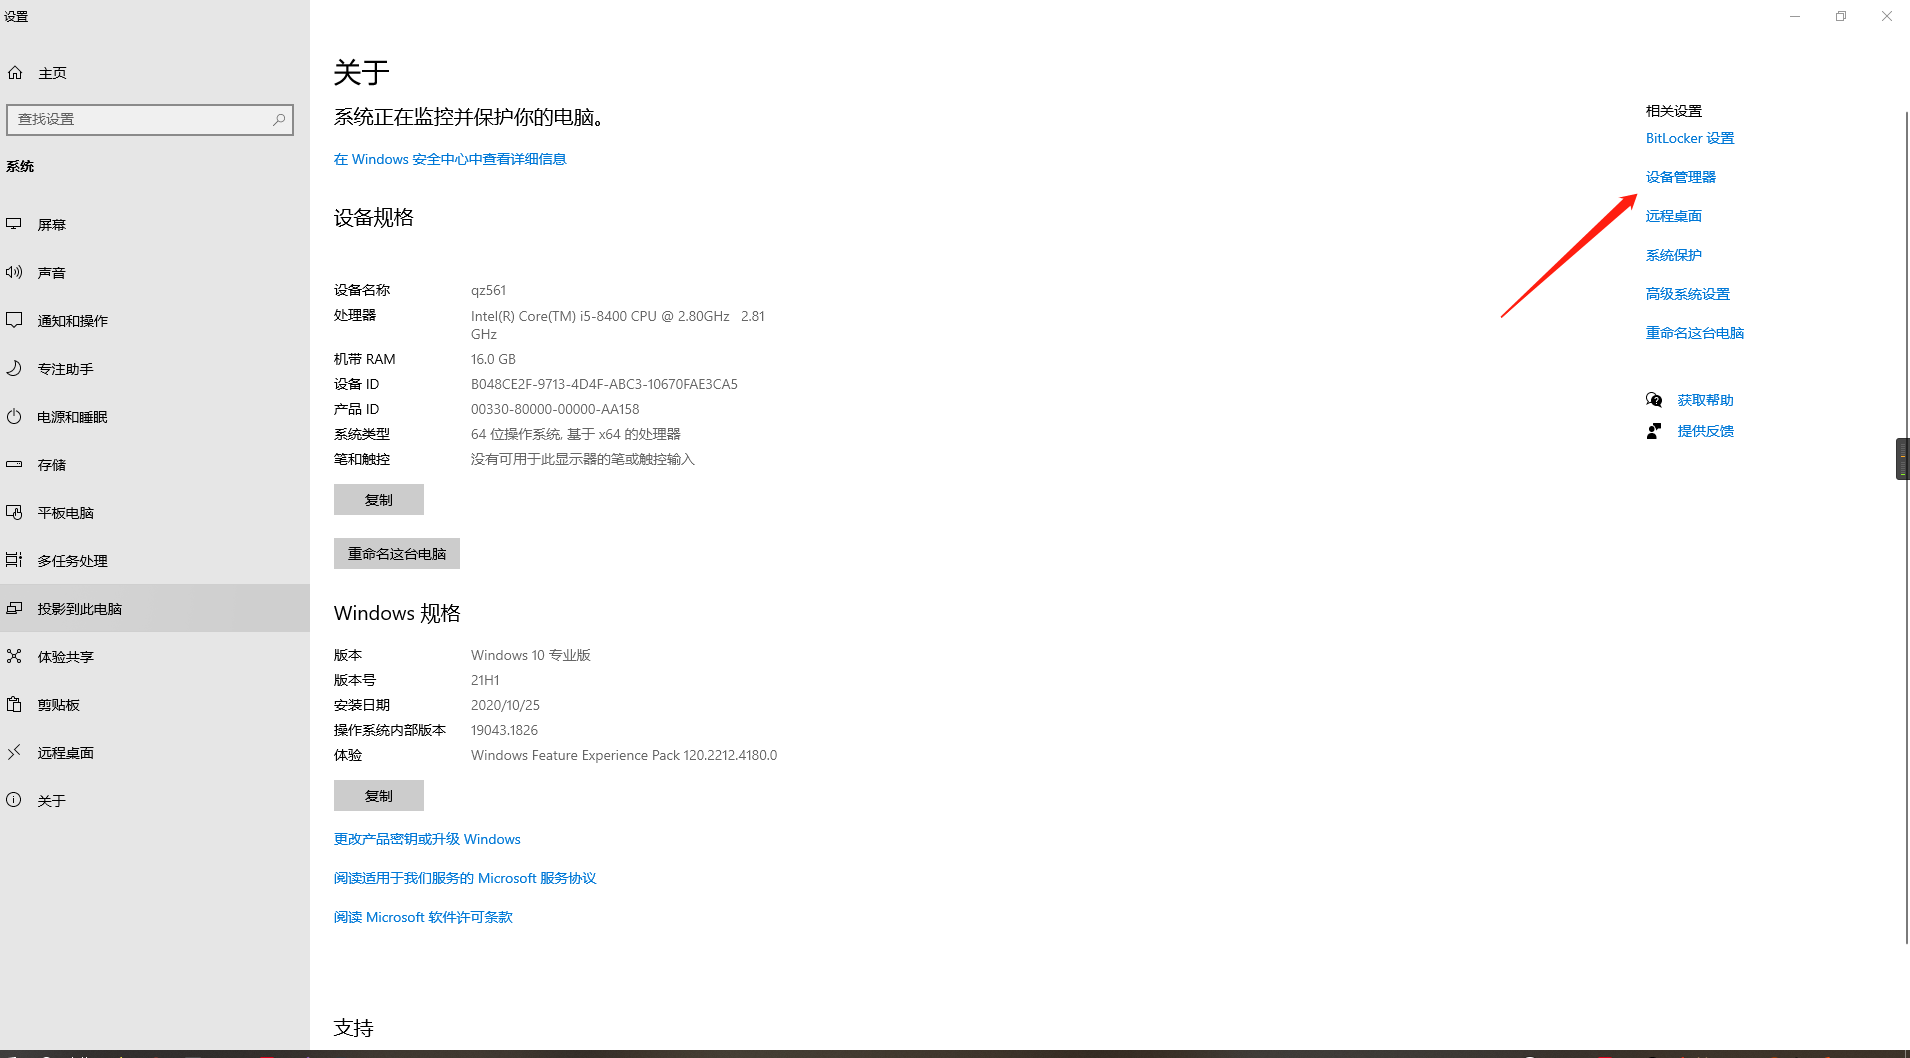 设置
主页
查找设置
系统
屏幕
声音
通知和操作
专注助手
电源和睡眠
存储
平板电脑
多任务处理
投影到此电脑
体验共享
剪贴板
远程桌面
关于
关于
系统正在监控并保护你的电脑。
在 Windows 安全中心中查看详细信息
设备规格
设备名称 qz561
处理器 Intel(R) Core(TM) i5-8400 CPU @ 2.80GHz 2.81
GHz
机带 RAM 16.0 GB
设备 ID B048CE2F-9713-4D4F-ABC3-10670FAE3CA5
产品 ID 00330-80000-00000-AA158
系统类型 64 位操作系统, 基于 x64 的处理器
笔和触控 没有可用于此显示器的笔或触控输入
复制
重命名这台电脑
Windows 规格
版本 Windows 10 专业版
版本号 21H1
安装日期 2020/10/25
操作系统内部版本 19043.1826
体验 Windows Feature Experience Pack 120.2212.4180.0
复制
更改产品密钥或升级 Windows
阅读适用于我们服务的 Microsoft 服务协议
阅读 Microsoft 软件许可条款
支持
相关设置
BitLocker 设置
设备管理器
远程桌面
系统保护
高级系统设置
重命名这台电脑
获取帮助
提供反馈